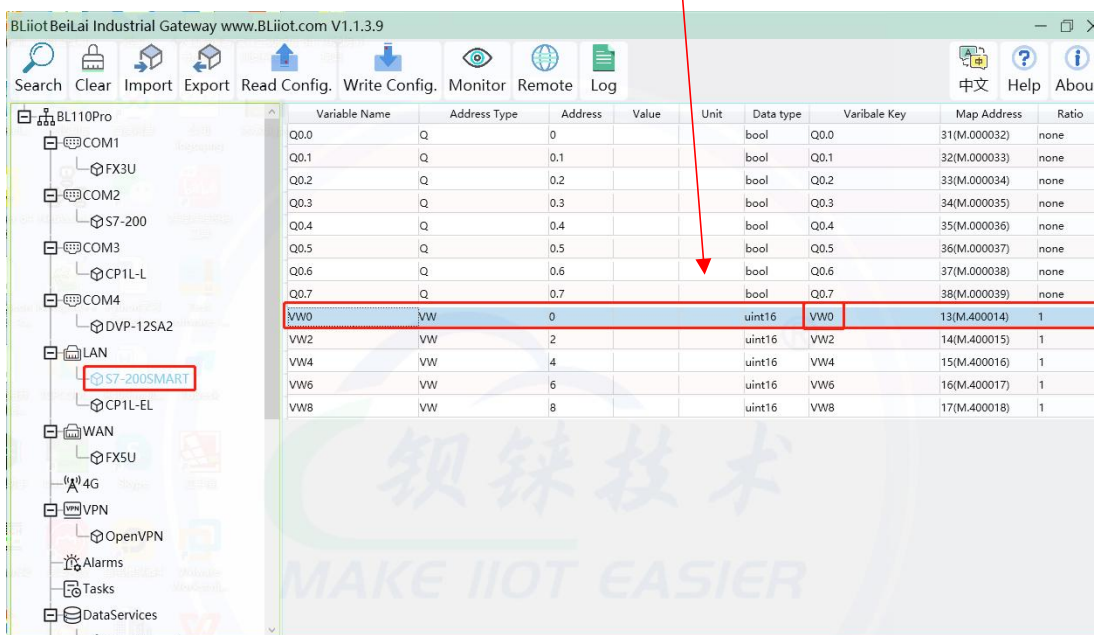 BLiiot BeiLai Industrial Gateway www.BLiiot.com V1.1.3.9
Search Clear Import Export Read Config. Write Config. Monitor Remote Log 中文 Help Abou
BL110Pro
COM1
FX3U
COM2
S7-200
COM3
CP1L-L
COM4
DVP-12SA2
LAN
S7-200SMART
CP1L-EL
WAN
FX5U
4G
VPN
OpenVPN
Alarms
Tasks
DataServices
Variable Name Address Type Address Value Unit Data type Varibale Key Map Address Ratio
Q0.0 Q 0 bool Q0.0 31(M.000032) none
Q0.1 Q 0.1 bool Q0.1 32(M.000033) none
Q0.2 Q 0.2 bool Q0.2 33(M.000034) none
Q0.3 Q 0.3 bool Q0.3 34(M.000035) none
Q0.4 Q 0.4 bool Q0.4 35(M.000036) none
Q0.5 Q 0.5 bool Q0.5 36(M.000037) none
Q0.6 Q 0.6 bool Q0.6 37(M.000038) none
Q0.7 Q 0.7 bool Q0.7 38(M.000039) none
VW0 VW 0 uint16 VW0 13(M.400014) 1
VW2 VW 2 uint16 VW2 14(M.400015) 1
VW4 VW 4 uint16 VW4 15(M.400016) 1
VW6 VW 6 uint16 VW6 16(M.400017) 1
VW8 VW 8 uint16 VW8 17(M.400018) 1
钡铼技术
MAKE IIOT EASIER